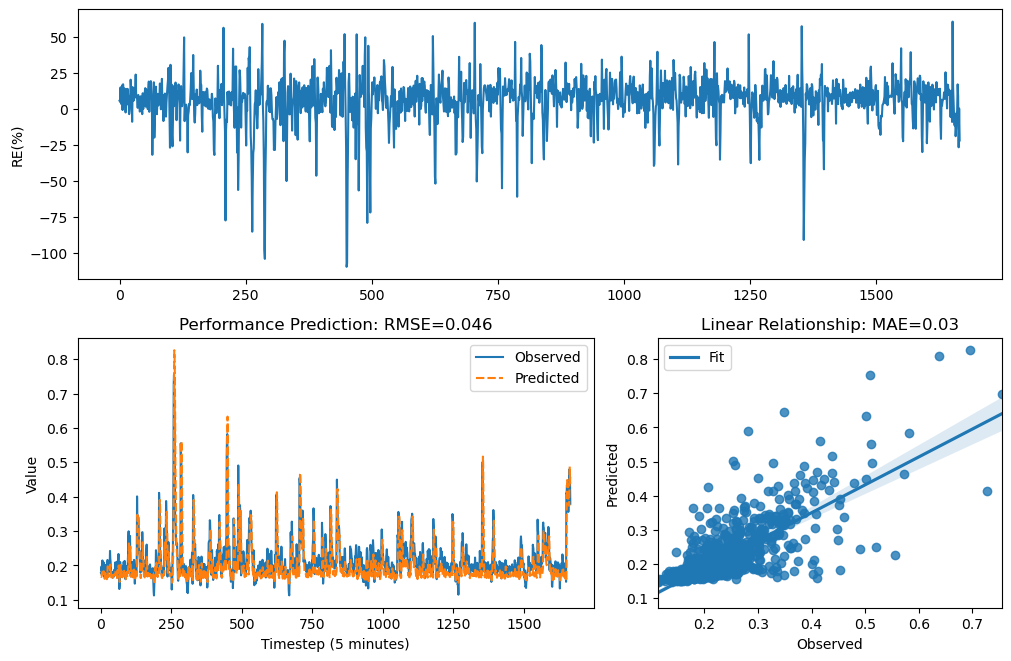 RE(%)
50
25
0
−25
−50
−75
−100
0 250 500 750 1000 1250 1500
Performance Prediction: RMSE=0.046
Value
0.8
0.7
0.6
0.5
0.4
0.3
0.2
0.1
Observed
Predicted
0 250 500 750 1000 1250 1500
Timestep (5 minutes)
Linear Relationship: MAE=0.03
Predicted
0.8
0.7
0.6
0.5
0.4
0.3
0.2
0.1
Fit
0.2 0.3 0.4 0.5 0.6 0.7
Observed